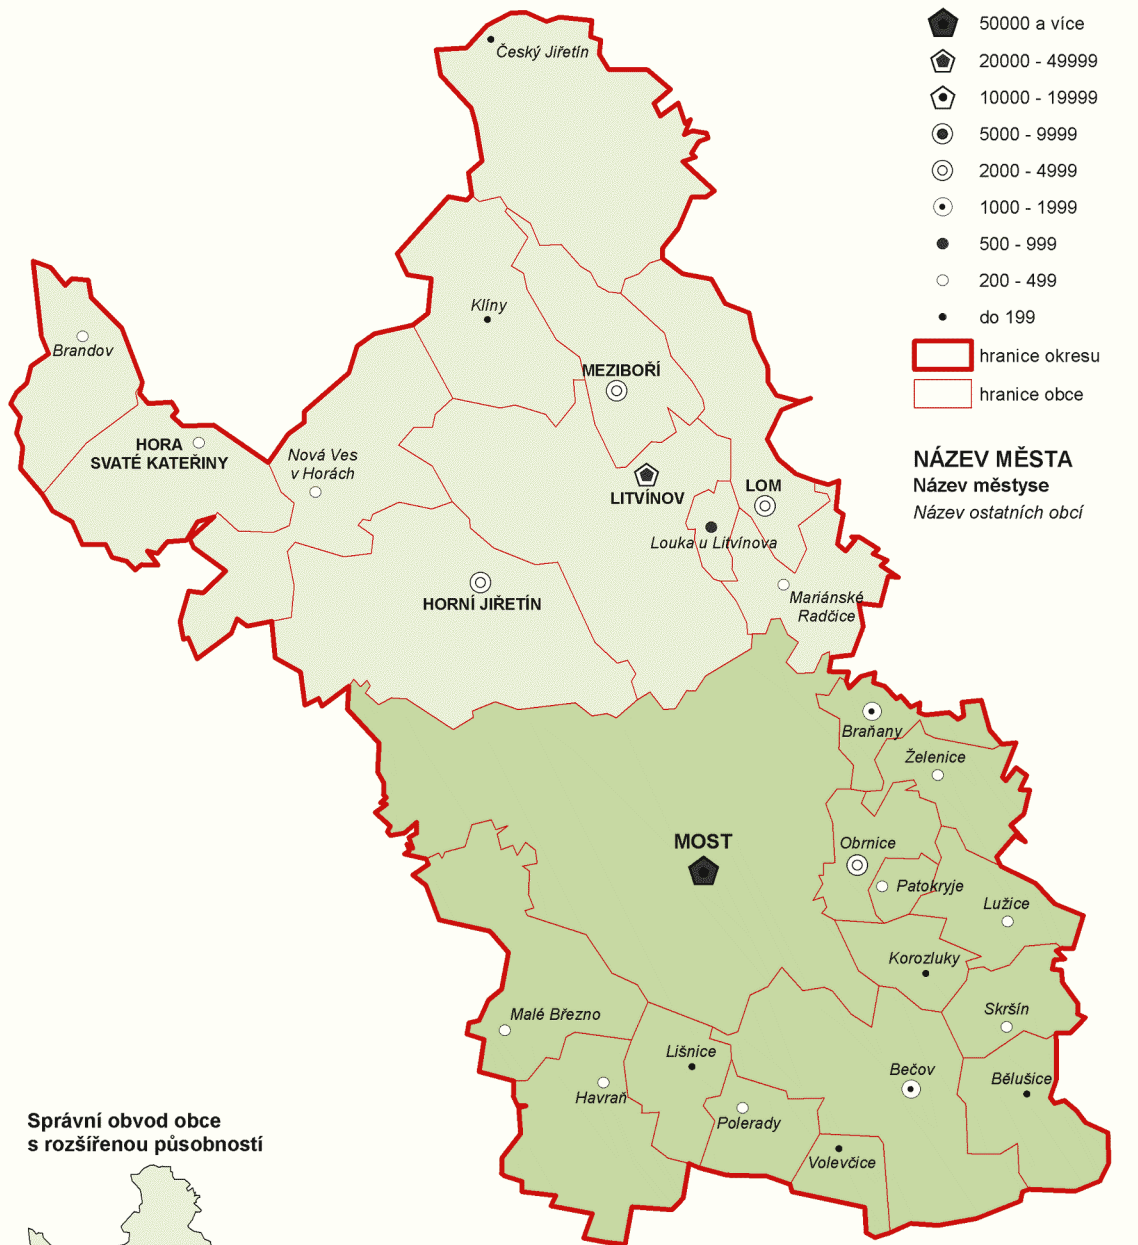 50000 a více
20000 - 49999
10000 - 19999
5000 - 9999
2000 - 4999
1000 - 1999
500 - 999
200 - 499
do 199
hranice okresu
hranice obce
NÁZEV MĚSTA
Název městyse
Název ostatních obcí
Český Jiřetín
Klíny
Brandov
MEZIBOŘÍ
HORA
SVATÉ KATEŘINY
Nová Ves
v Horách
LITVÍNOV
LOM
Louka u Litvínova
HORNÍ JIŘETÍN
Mariánské
Radčice
Braňany
Želenice
MOST
Obrnice
Patokryje
Lužice
Korozluky
Malé Březno
Skršín
Lišnice
Bečov
Bělušice
Havraň
Polerady
Volevčice
Správní obvod obce
s rozšířenou působností